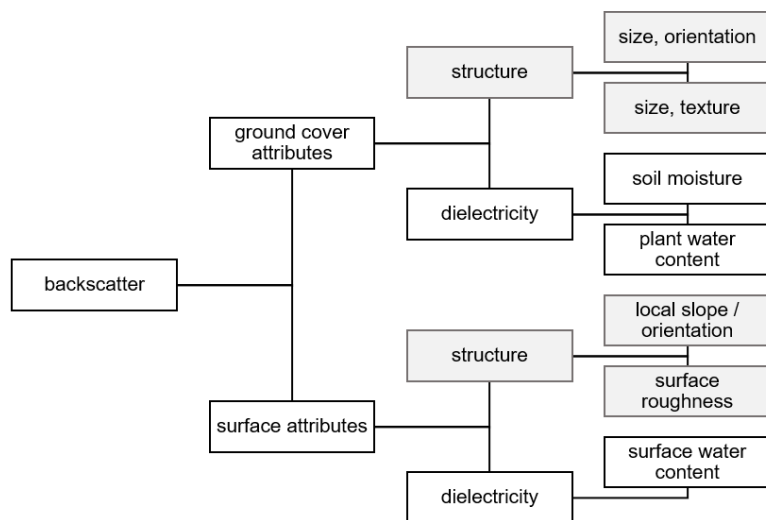 size, orientation
structure
size, texture
ground cover
attributes
soil moisture
dielectricity
plant water
content
backscatter
local slope /
orientation
structure
surface
roughness
surface attributes
surface water
content
dielectricity